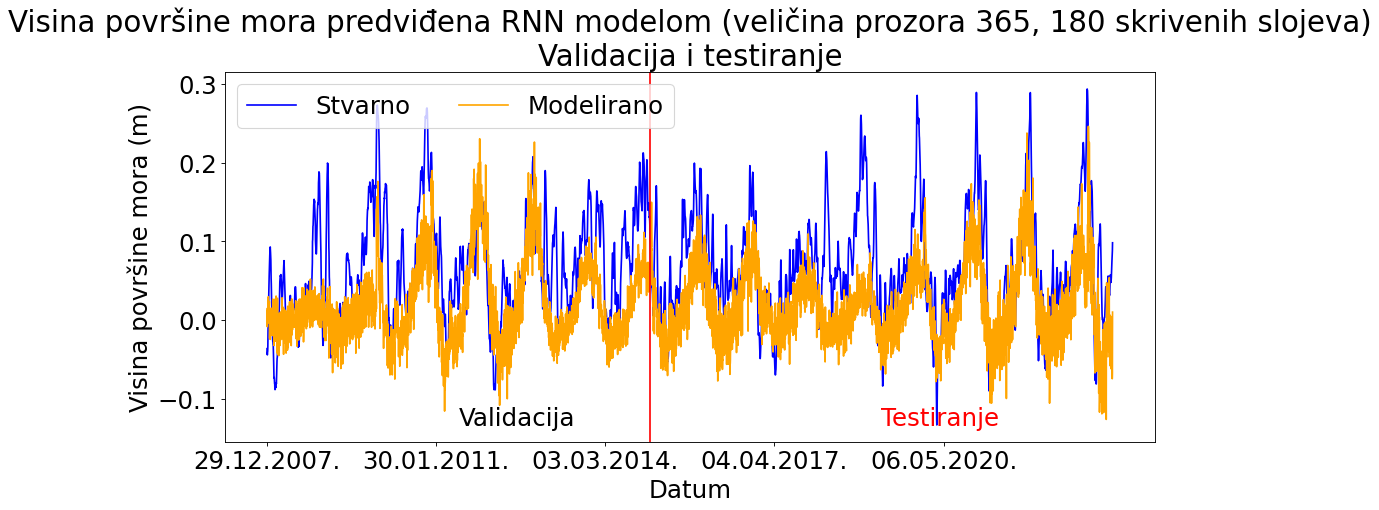 Visina površine mora predviđena RNN modelom (veličina prozora 365, 180 skrivenih slojeva)
Validacija i testiranje
Stvarno Modelirano
Visina površine mora (m)
0.3
0.2
0.1
0.0
−0.1
Validacija Testiranje
29.12.2007. 30.01.2011. 03.03.2014. 04.04.2017. 06.05.2020.
Datum